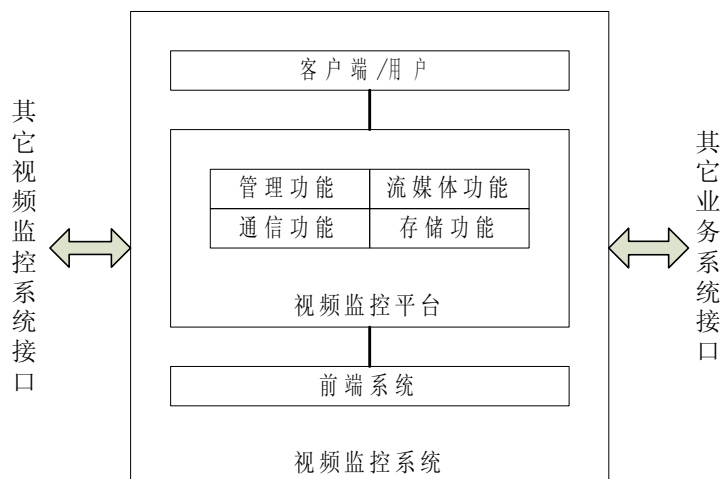 客户端/用户
其它视频监控系统接口
管理功能 流媒体功能
通信功能 存储功能
视频监控平台
其它业务系统接口
前端系统
视频监控系统